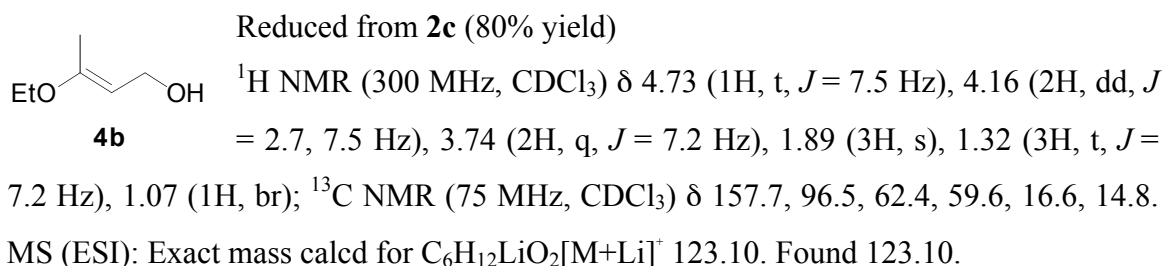 Reduced from 2c (80% yield)
EtO OH
4b
¹H NMR (300 MHz, CDCl₃) δ 4.73 (1H, t, J = 7.5 Hz), 4.16 (2H, dd, J
= 2.7, 7.5 Hz), 3.74 (2H, q, J = 7.2 Hz), 1.89 (3H, s), 1.32 (3H, t, J =
7.2 Hz), 1.07 (1H, br); ¹³C NMR (75 MHz, CDCl₃) δ 157.7, 96.5, 62.4, 59.6, 16.6, 14.8.
MS (ESI): Exact mass calcd for C₆H₁₂LiO₂[M+Li]⁺ 123.10. Found 123.10.